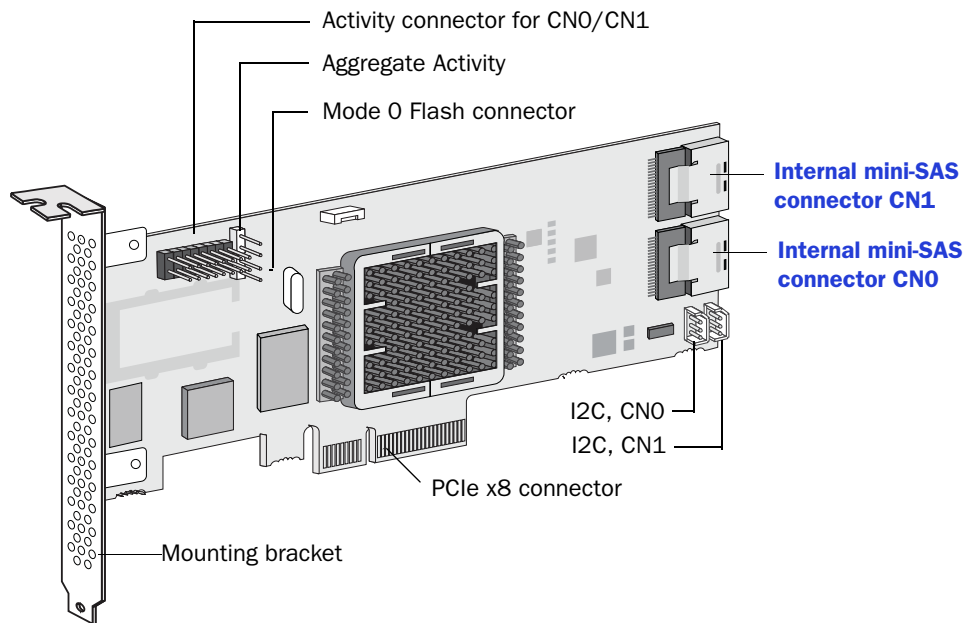 Activity connector for CN0/CN1
Aggregate Activity
Mode 0 Flash connector
Internal mini-SAS
connector CN1
Internal mini-SAS
connector CN0
I2C, CN0
I2C, CN1
PCIe x8 connector
Mounting bracket